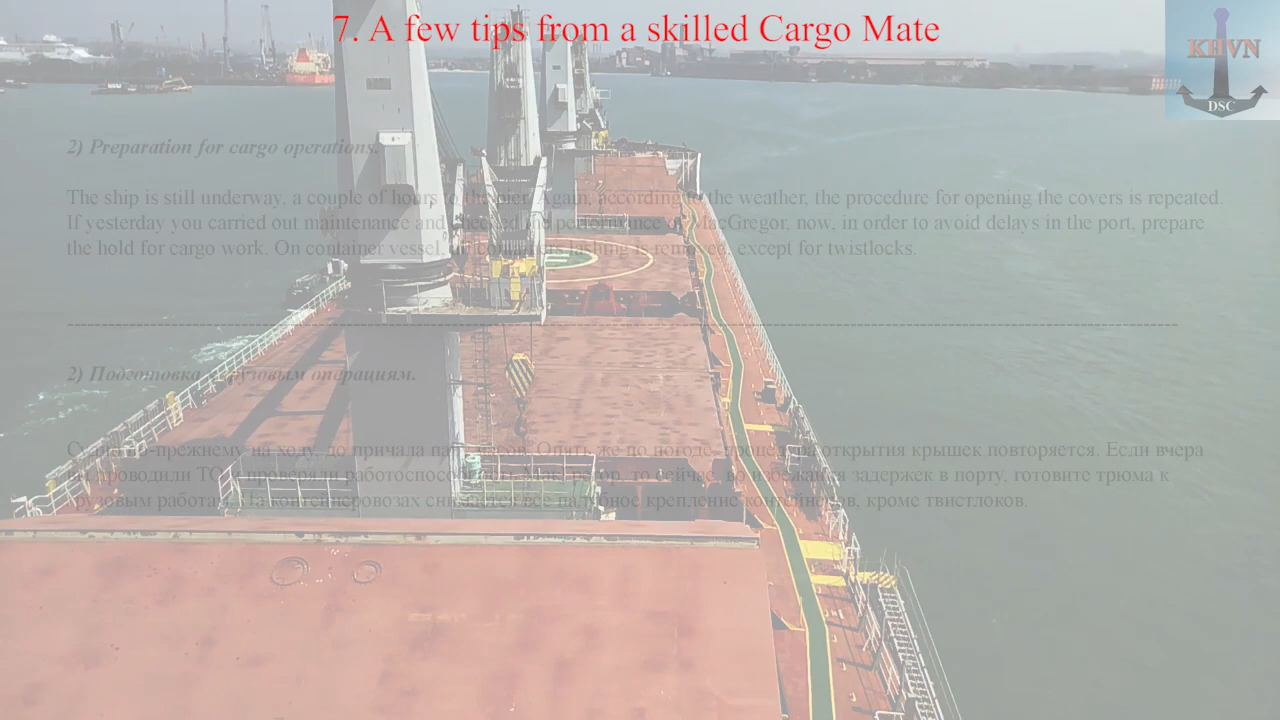 7. A few tips from a skilled Cargo Mate
KHVN
DSC
2) Preparation for cargo operations.
The ship is still underway, a couple of hours to the pier. Again, according to the weather, the procedure for opening the covers is repeated.
If yesterday you carried out maintenance and checked the performance of MacGregor, now, in order to avoid delays in the port, prepare
the hold for cargo work. On container vessel all containers lashing is removed, except for twistlocks.
2) Подготовка к грузовым операциям.
по-прежнему на ходу, до причала пара часов. Опять же по погоде, процедура открытия крышек повторяется. Если вчера
проводили ТО и проверяли работоспособность Мак-Грегор, то сейчас, во избежания задержек в порту, готовите трюма к
грузовым работам. На контейнеровозах снимается все палубное крепление контейнеров, кроме твистлоков.